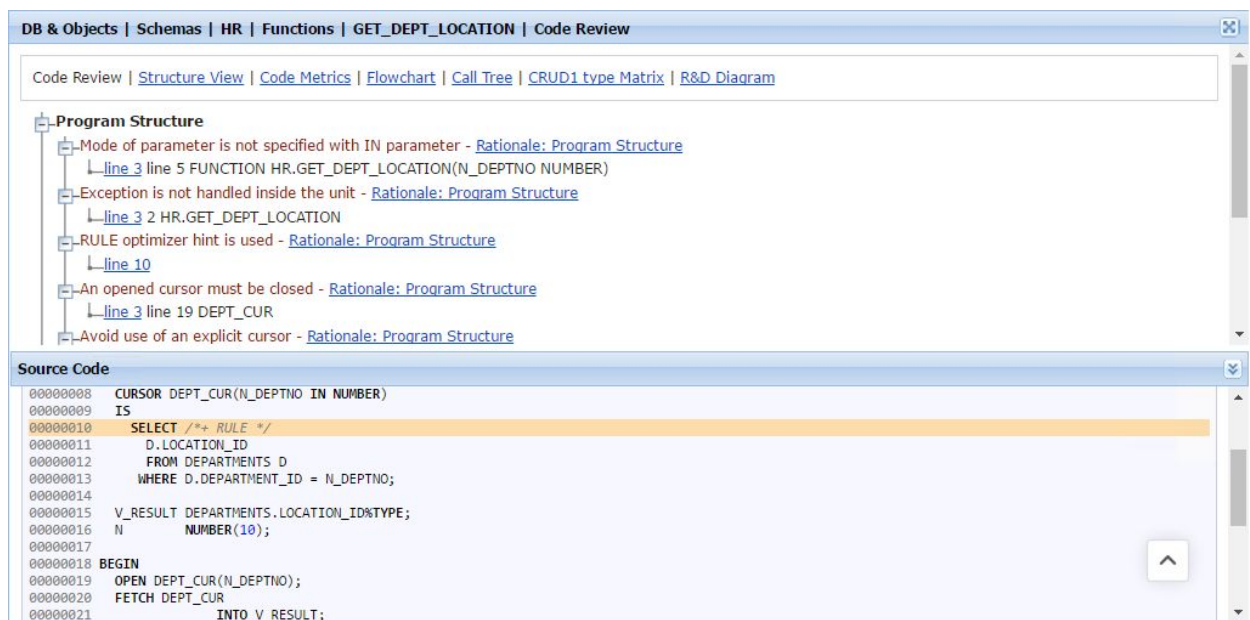 DB & Objects | Schemas | HR | Functions | GET_DEPT_LOCATION | Code Review
Code Review | Structure View | Code Metrics | Flowchart | Call Tree | CRUD1 type Matrix | R&D Diagram
Program Structure
Mode of parameter is not specified with IN parameter - Rationale: Program Structure
line 3 line 5 FUNCTION HR.GET_DEPT_LOCATION(N_DEPTNO NUMBER)
Exception is not handled inside the unit - Rationale: Program Structure
line 3 2 HR.GET_DEPT_LOCATION
RULE optimizer hint is used - Rationale: Program Structure
line 10
An opened cursor must be closed - Rationale: Program Structure
line 3 line 19 DEPT_CUR
Avoid use of an explicit cursor - Rationale: Program Structure
Source Code
00000008 CURSOR DEPT_CUR(N_DEPTNO IN NUMBER)
00000009 IS
00000010 SELECT /*+ RULE */
00000011 D.LOCATION_ID
00000012 FROM DEPARTMENTS D
00000013 WHERE D.DEPARTMENT_ID = N_DEPTNO;
00000014
00000015 V_RESULT DEPARTMENTS.LOCATION_ID%TYPE;
00000016 N NUMBER(10);
00000017
00000018 BEGIN
00000019 OPEN DEPT_CUR(N_DEPTNO);
00000020 FETCH DEPT_CUR
00000021 INTO V_RESULT;